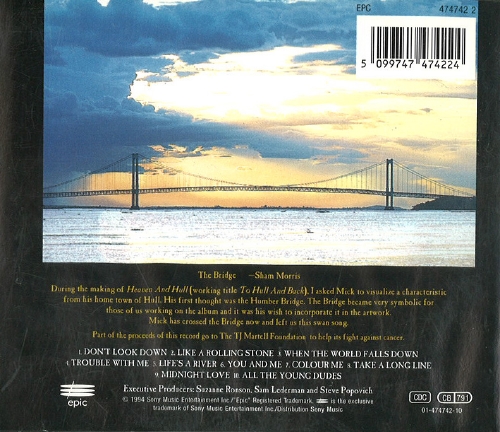 EPC 474742 2
5 099747 474224
The Bridge —Sham Morris
During the making of Heaven And Hull (working title To Hull And Back), I asked Mick to visualize a characteristic
from his home town of Hull. His first thought was the Humber Bridge. The Bridge became very symbolic for
those of us working on the album and it was his wish to incorporate it in the artwork.
Mick has crossed the Bridge now and left us this swan song.
Part of the proceeds of this record go to The TJ Martell Foundation to help its fight against cancer.
1. DON'T LOOK DOWN 2. LIKE A ROLLING STONE 3. WHEN THE WORLD FALLS DOWN
4. TROUBLE WITH ME 5. LIFE'S A RIVER 6. YOU AND ME 7. COLOUR ME 8. TAKE A LONG LINE
9. MIDNIGHT LOVE 10. ALL THE YOUNG DUDES
Executive Producers: Suzanne Ronson, Sam Lederman and Steve Popovich
© 1994 Sony Music Entertainment Inc./"Epic" Registered Trademark. is the exclusive
trademark of Sony Music Entertainment Inc./Distribution Sony Music
epic
CDC CB 791
01-474742-10